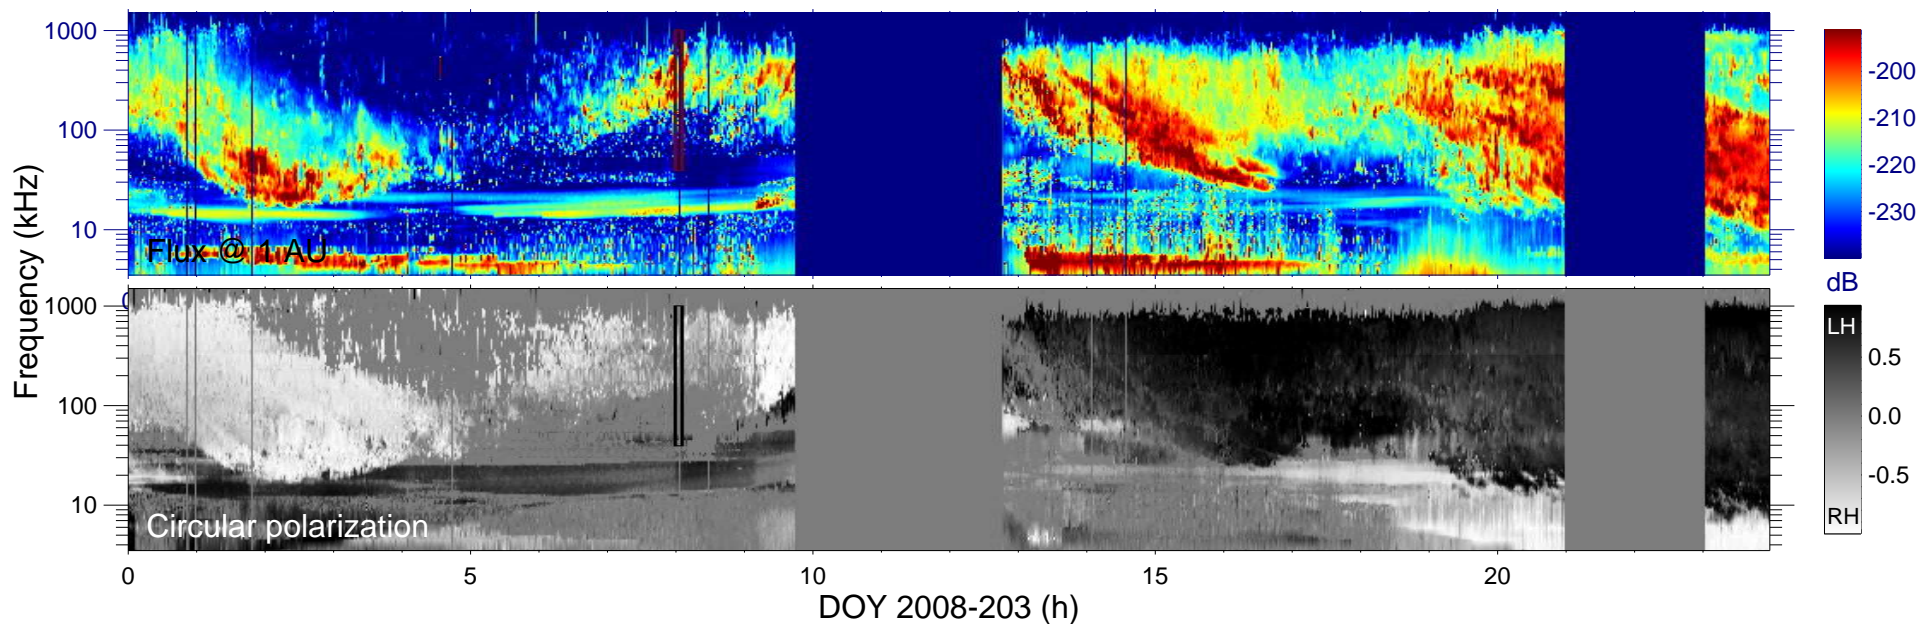 Frequency (kHz)
1000
100
10
Flux @ 1 AU
-200
-210
-220
-230
dB
0
1000
100
10
Circular polarization
LH
0.5
0.0
-0.5
RH
0 5 10 15 20
DOY 2008-203 (h)